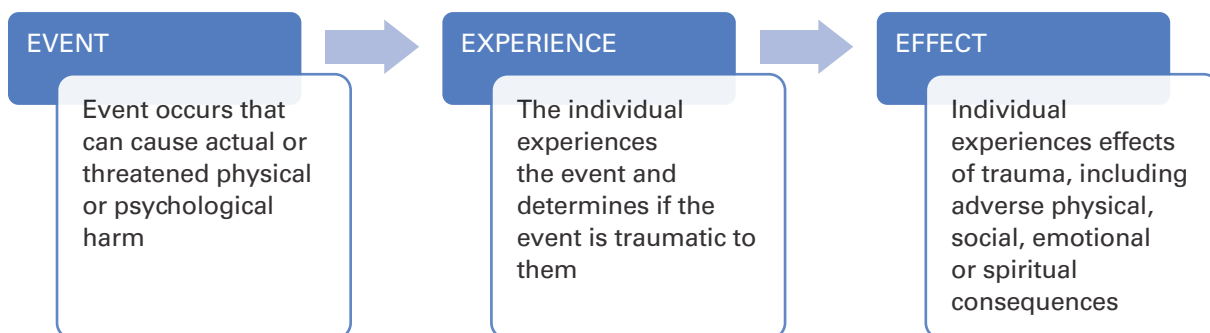 EVENT
Event occurs that
can cause actual or
threatened physical
or psychological
harm
EXPERIENCE
The individual
experiences
the event and
determines if the
event is traumatic to
them
EFFECT
Individual
experiences effects
of trauma, including
adverse physical,
social, emotional
or spiritual
consequences